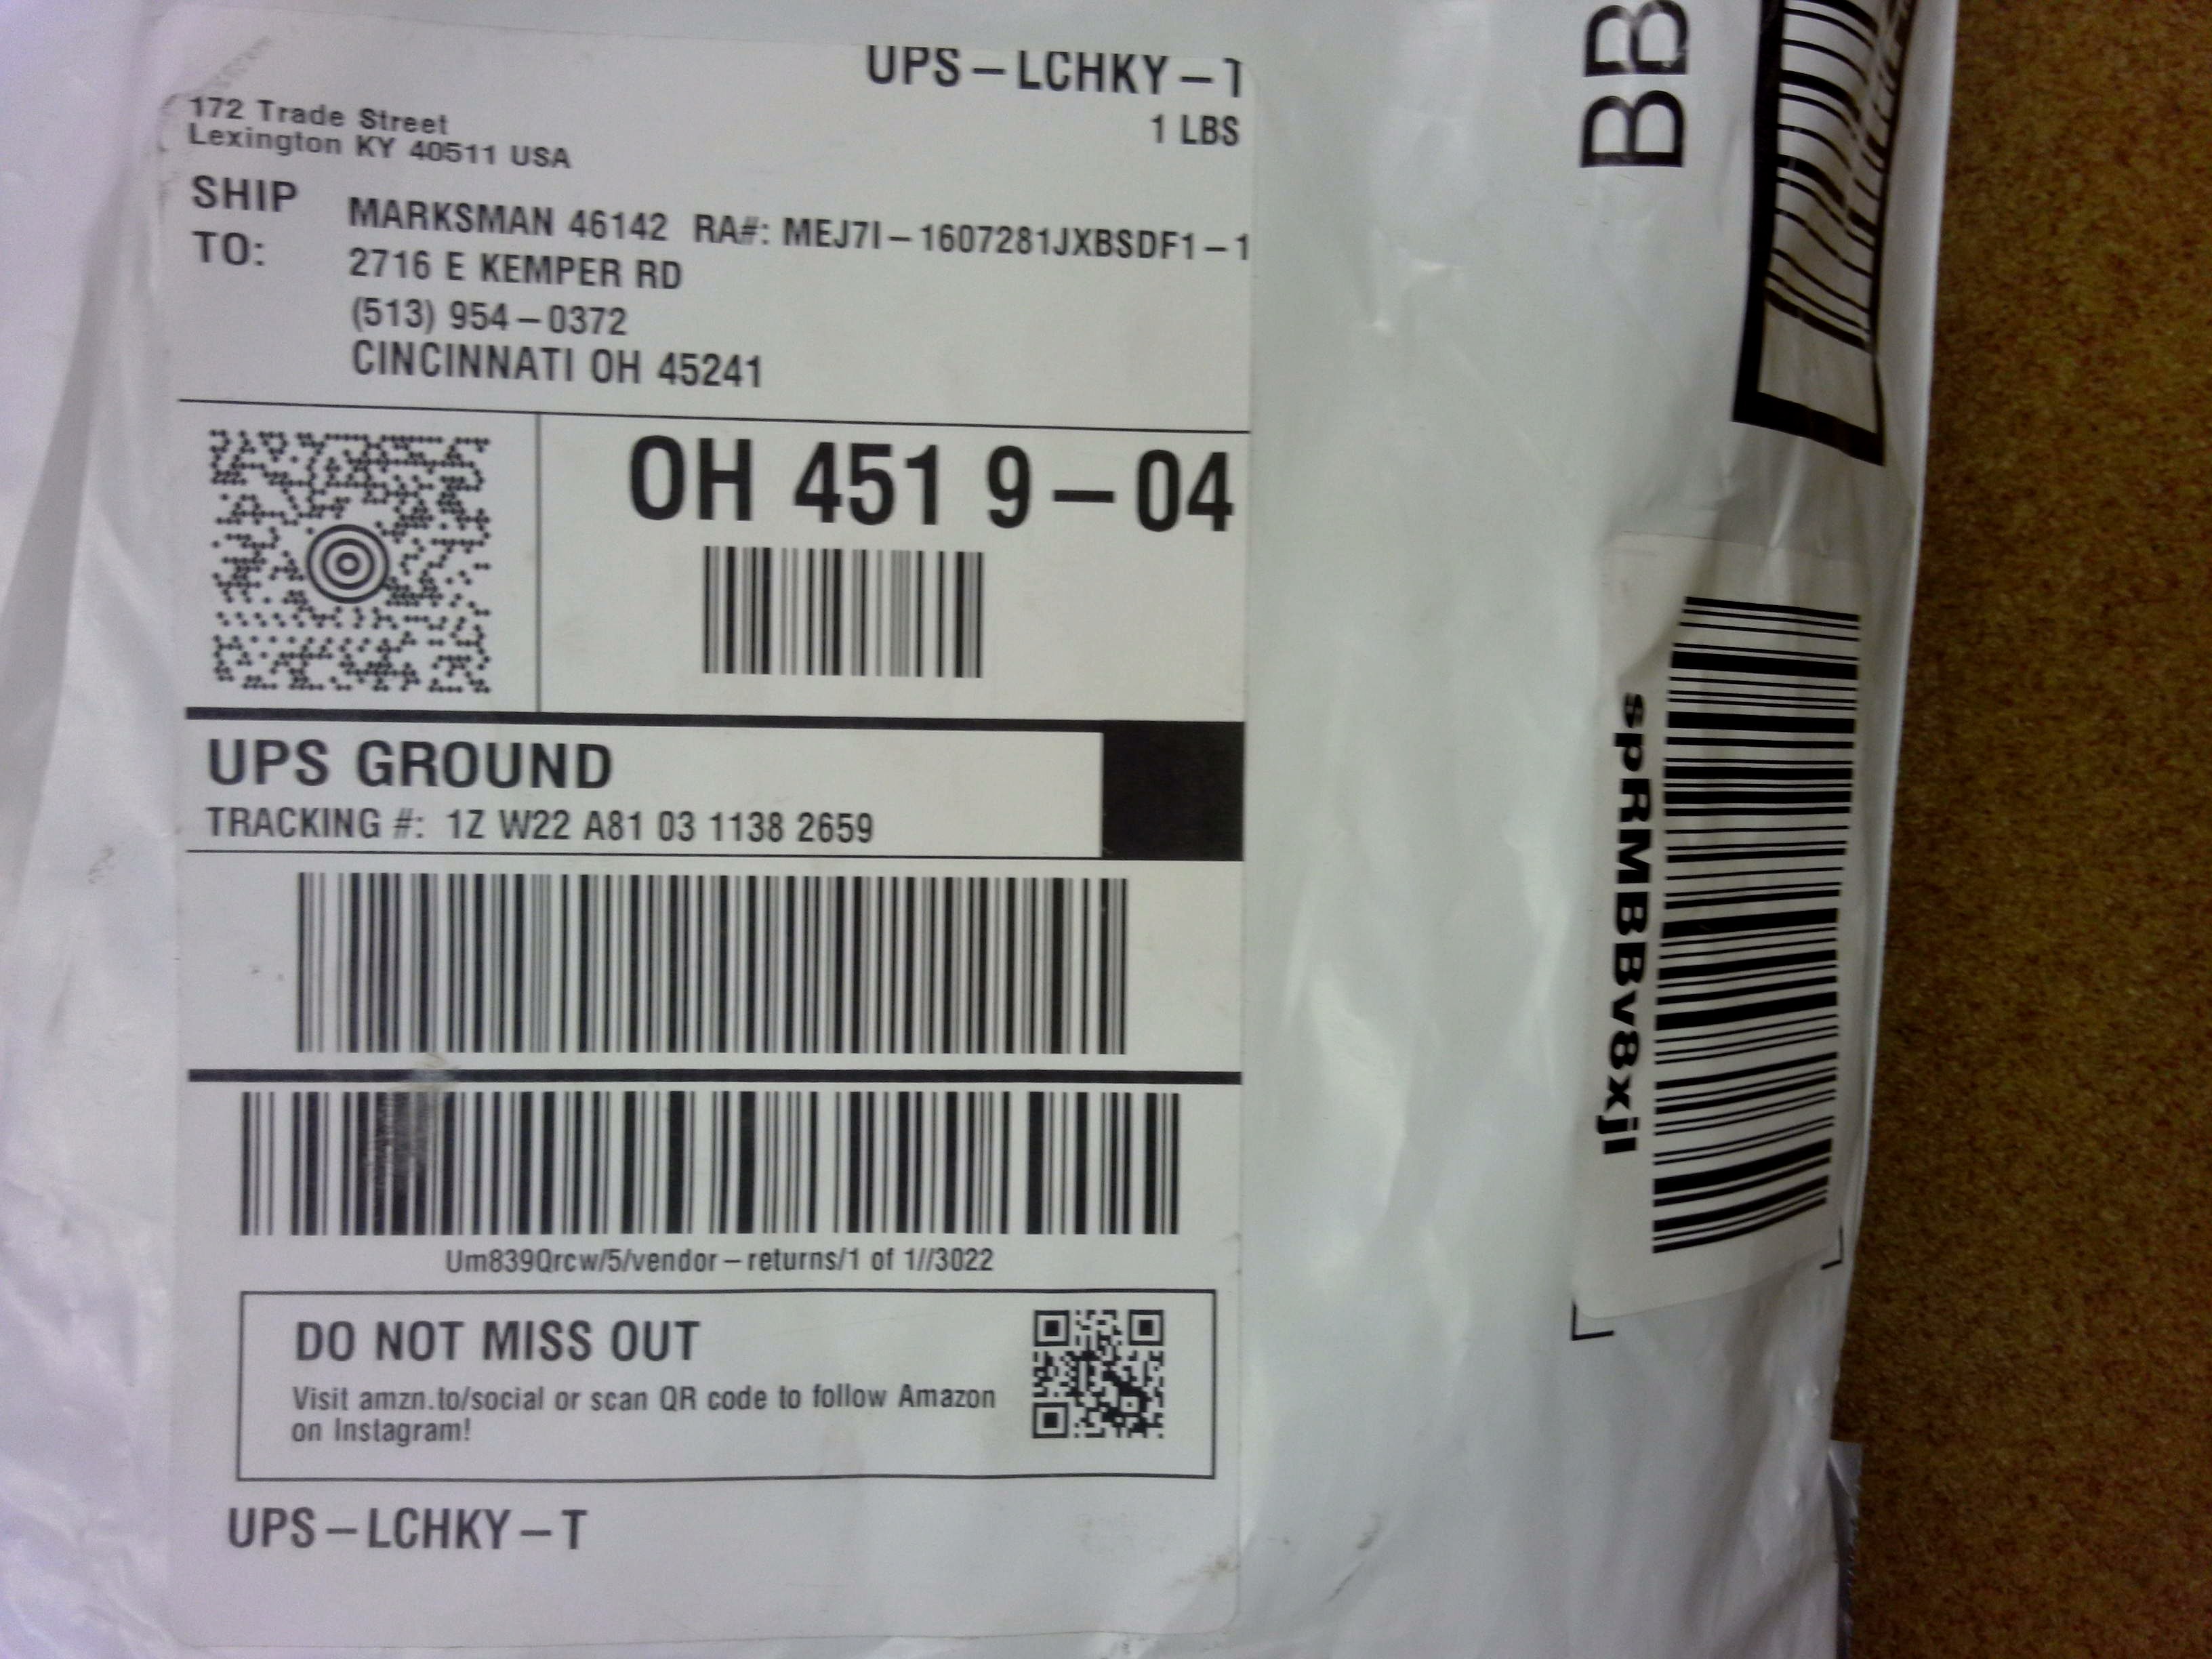 UPS – LCHKY – T
1 LBS
172 Trade Street
Lexington KY 40511 USA
SHIP
TO:
MARKSMAN 46142 RA#: MEJ7I – 1607281JXBSDF1 – 1
2716 E KEMPER RD
(513) 954 – 0372
CINCINNATI OH 45241
OH 451 9 – 04
UPS GROUND
TRACKING #: 1Z W22 A81 03 1138 2659
Um839Qrcw/5/vendor – returns/1 of 1//3022
DO NOT MISS OUT
Visit amzn.to/social or scan QR code to follow Amazon
on Instagram!
UPS – LCHKY – T
BB
spRMBBv8xjl